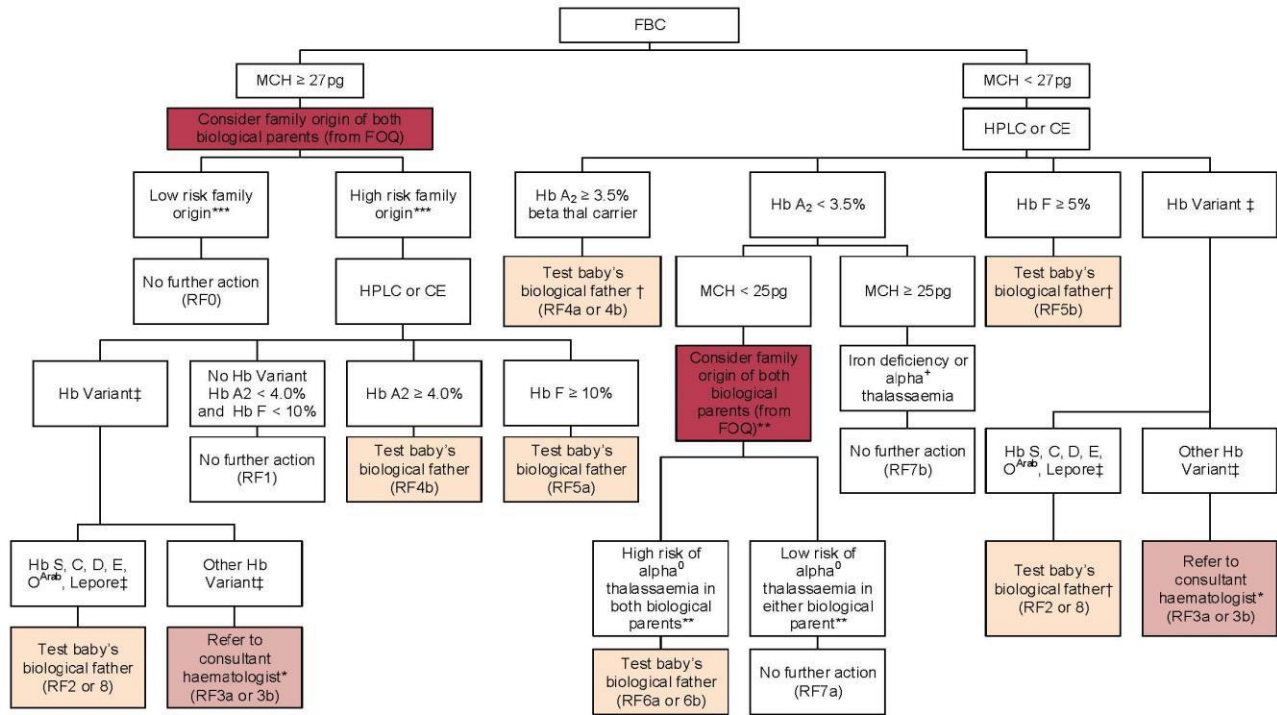 FBC
MCH ≥ 27pg
MCH < 27pg
Consider family origin of both
biological parents (from FOQ)
HPLC or CE
Low risk family
origin***
High risk family
origin***
Hb A₂ ≥ 3.5%
beta thal carrier
Hb A₂ < 3.5%
Hb F ≥ 5%
Hb Variant ‡
No further action
(RF0)
HPLC or CE
Test baby's
biological father †
(RF4a or 4b)
MCH < 25pg
MCH ≥ 25pg
Test baby's
biological father†
(RF5b)
Hb Variant‡
No Hb Variant
Hb A2 < 4.0%
and Hb F < 10%
Hb A2 ≥ 4.0%
Hb F ≥ 10%
Consider family
origin of both
biological
parents (from
FOQ)**
Iron deficiency or
alpha⁺
thalassaemia
No further action
(RF1)
Test baby's
biological father
(RF4b)
Test baby's
biological father
(RF5a)
No further action
(RF7b)
Hb S, C, D, E,
Oᴬʳᵃᵇ, Lepore‡
Other Hb
Variant‡
Hb S, C, D, E,
Oᴬʳᵃᵇ, Lepore‡
Other Hb
Variant‡
High risk of
alpha⁰
thalassaemia in
both biological
parents**
Low risk of
alpha⁰
thalassaemia in
either biological
parent**
Test baby's
biological father†
(RF2 or 8)
Refer to
consultant
haematologist*
(RF3a or 3b)
Test baby's
biological father
(RF2 or 8)
Refer to
consultant
haematologist*
(RF3a or 3b)
Test baby's
biological father
(RF6a or 6b)
No further action
(RF7a)